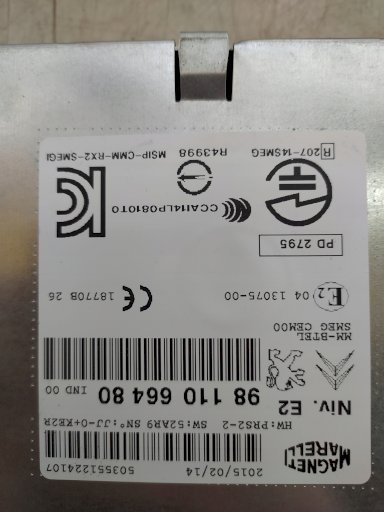 MAGNETI
MARELLI
2015/02/14 503551224107
HW:PRS2-2 SW:52AR9 SN°:JJ-0+KE2R
Niv. E2 98 110 664 80 IND 00
MM-BTEL
SMEG CEM00
E2 04 13075-00 CE 18770B 26
PD 2795
CCAI14LP0810T0
R 207-14SMEG R43998 MSIP-CMM-RX2-SMEGI